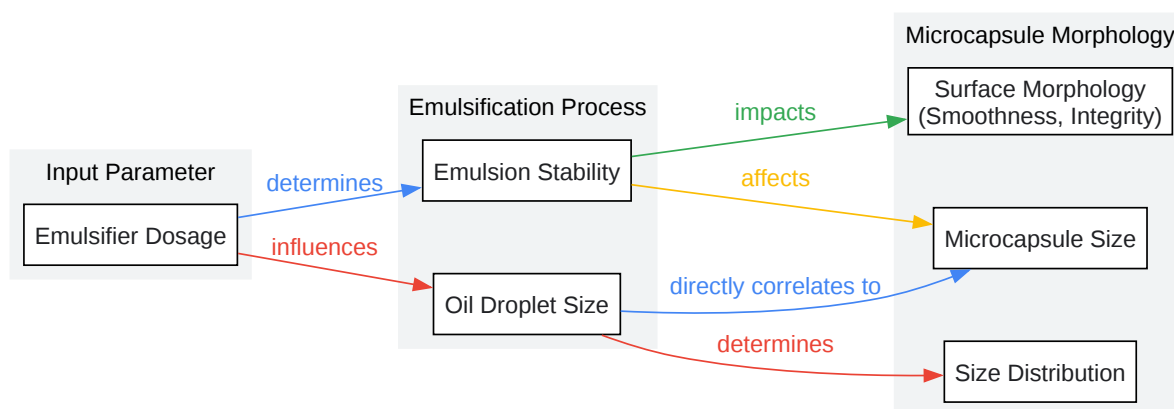 Input Parameter
Emulsifier Dosage
determines
influences
Emulsification Process
Emulsion Stability
Oil Droplet Size
impacts
affects
directly correlates to
determines
Microcapsule Morphology
Surface Morphology
(Smoothness, Integrity)
Microcapsule Size
Size Distribution